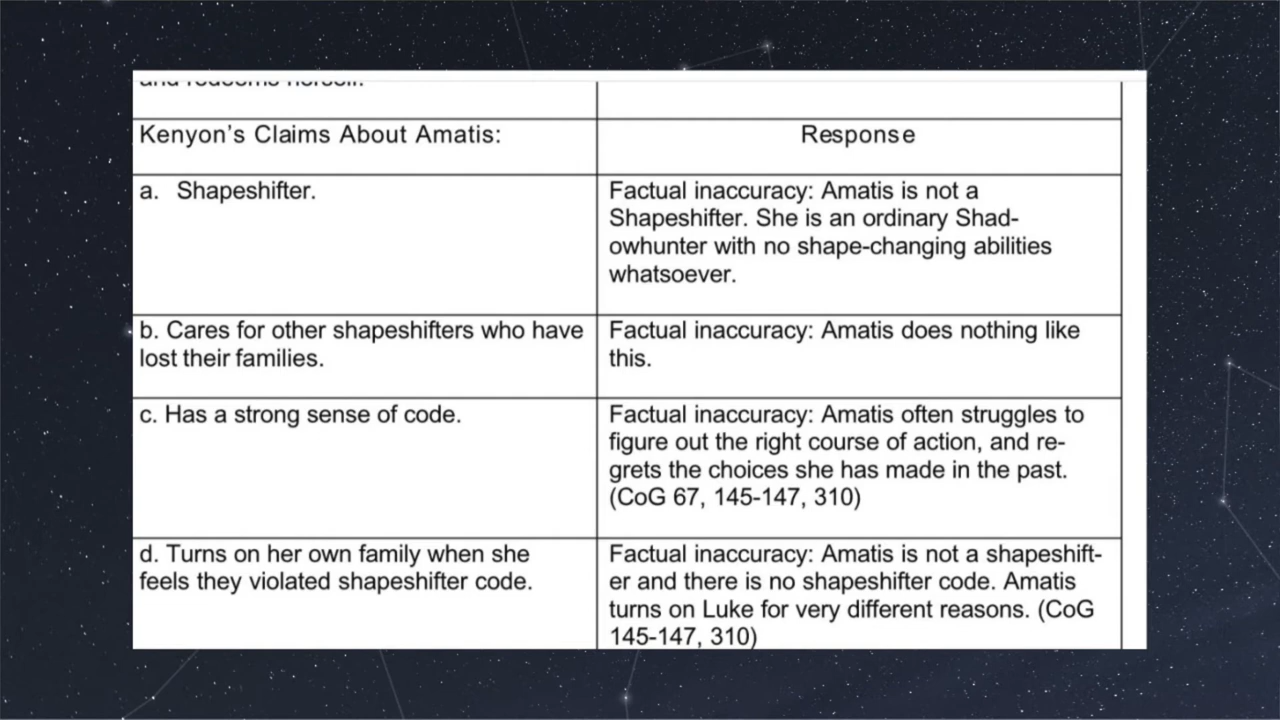 and redeems herself.
Kenyon's Claims About Amatis:
Response
a. Shapeshifter.
Factual inaccuracy: Amatis is not a
Shapeshifter. She is an ordinary Shad-
owhunter with no shape-changing abilities
whatsoever.
b. Cares for other shapeshifters who have
lost their families.
Factual inaccuracy: Amatis does nothing like
this.
c. Has a strong sense of code.
Factual inaccuracy: Amatis often struggles to
figure out the right course of action, and re-
grets the choices she has made in the past.
(CoG 67, 145-147, 310)
d. Turns on her own family when she
feels they violated shapeshifter code.
Factual inaccuracy: Amatis is not a shapeshift-
er and there is no shapeshifter code. Amatis
turns on Luke for very different reasons. (CoG
145-147, 310)